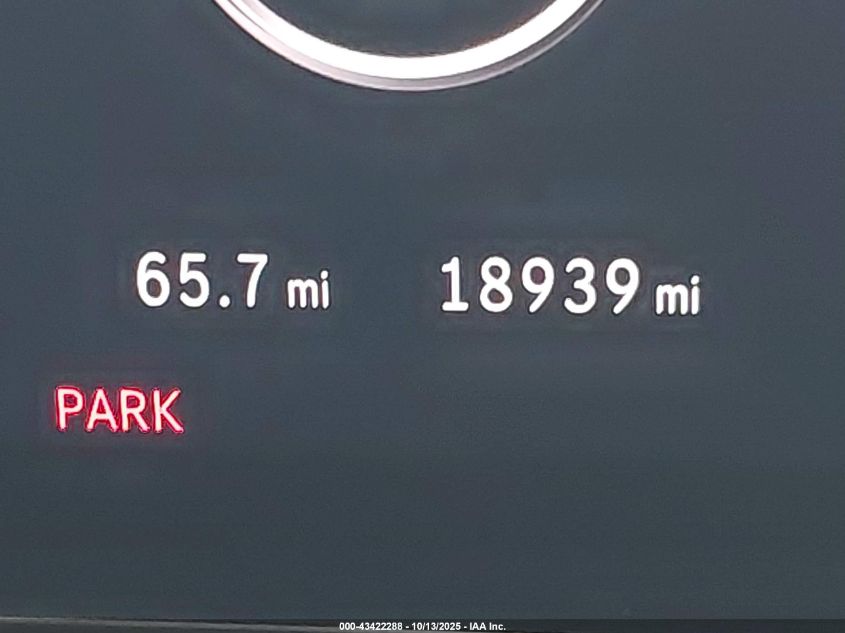 65.7 mi 18939 mi
PARK
000-43422288 - 10/13/2025 - IAA Inc.